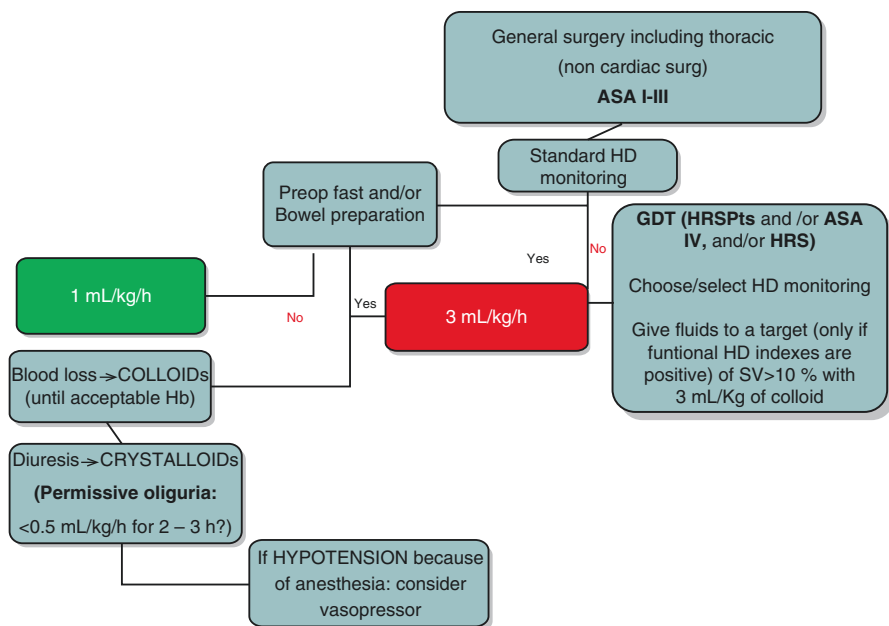 General surgery including thoracic
(non cardiac surg)
ASA I-III
Standard HD
monitoring
Preop fast and/or
Bowel preparation
GDT (HRSPts and /or ASA
IV, and/or HRS)
Choose/select HD monitoring
Give fluids to a target (only if
funtional HD indexes are
positive) of SV>10 % with
3 mL/Kg of colloid
Yes
No
1 mL/kg/h
No
Yes
3 mL/kg/h
Blood loss→COLLOIDs
(until acceptable Hb)
Diuresis→CRYSTALLOIDs
(Permissive oliguria:
<0.5 mL/kg/h for 2 – 3 h?)
If HYPOTENSION because
of anesthesia: consider
vasopressor